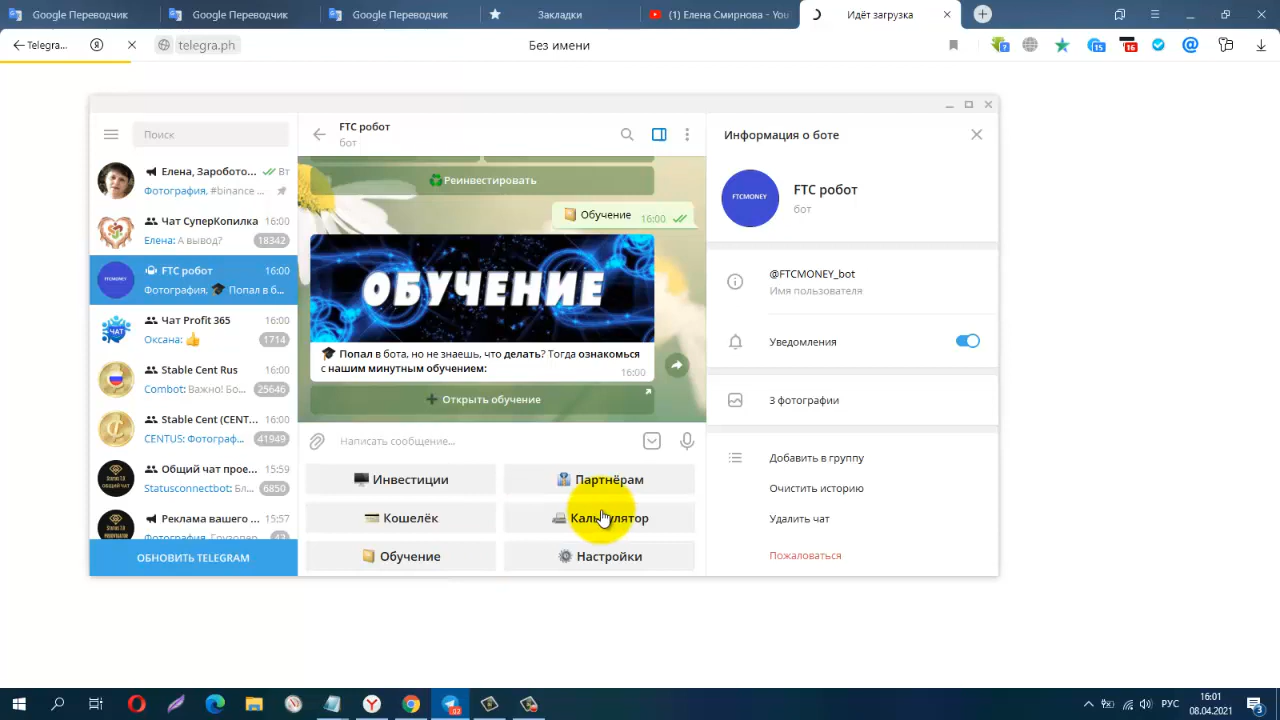 Google Переводчик
Google Переводчик
Google Переводчик
Закладки
(1) Елена Смирнова - You
Идёт загрузка
Telegra...
telegra.ph
Без имени
?
15
16
Поиск
FTC робот
бот
Информация о боте
Елена, Заработо...
Вт
Фотография, #binance ...
Чат СуперКопилка
16:00
Елена: А вывод?
18342
FTC робот
16:00
Фотография, 🎓 Попал в б...
Чат Profit 365
16:00
Оксана: 👍
1714
Stable Cent Rus
16:00
Combot: Важно! Бо...
25646
Stable Cent (CENT...
16:00
CENTUS: Фотограф...
41949
Общий чат прое...
15:59
Statusconnectbot: Бл...
6850
Реклама вашего ...
15:57
ОБНОВИТЬ TELEGRAM
Реинвестировать
Обучение 16:00
ОБУЧЕНИЕ
🎓 Попал в бота, но не знаешь, что делать? Тогда ознакомься
с нашим минутным обучением:
16:00
➕ Открыть обучение
Написать сообщение...
Инвестиции
Партнёрам
Кошелёк
Калькулятор
Обучение
Настройки
FTCMONEY
FTC робот
бот
@FTCMONEY_bot
Имя пользователя
Уведомления
3 фотографии
Добавить в группу
Очистить историю
Удалить чат
Пожаловаться
РУС
16:01
08.04.2021
3